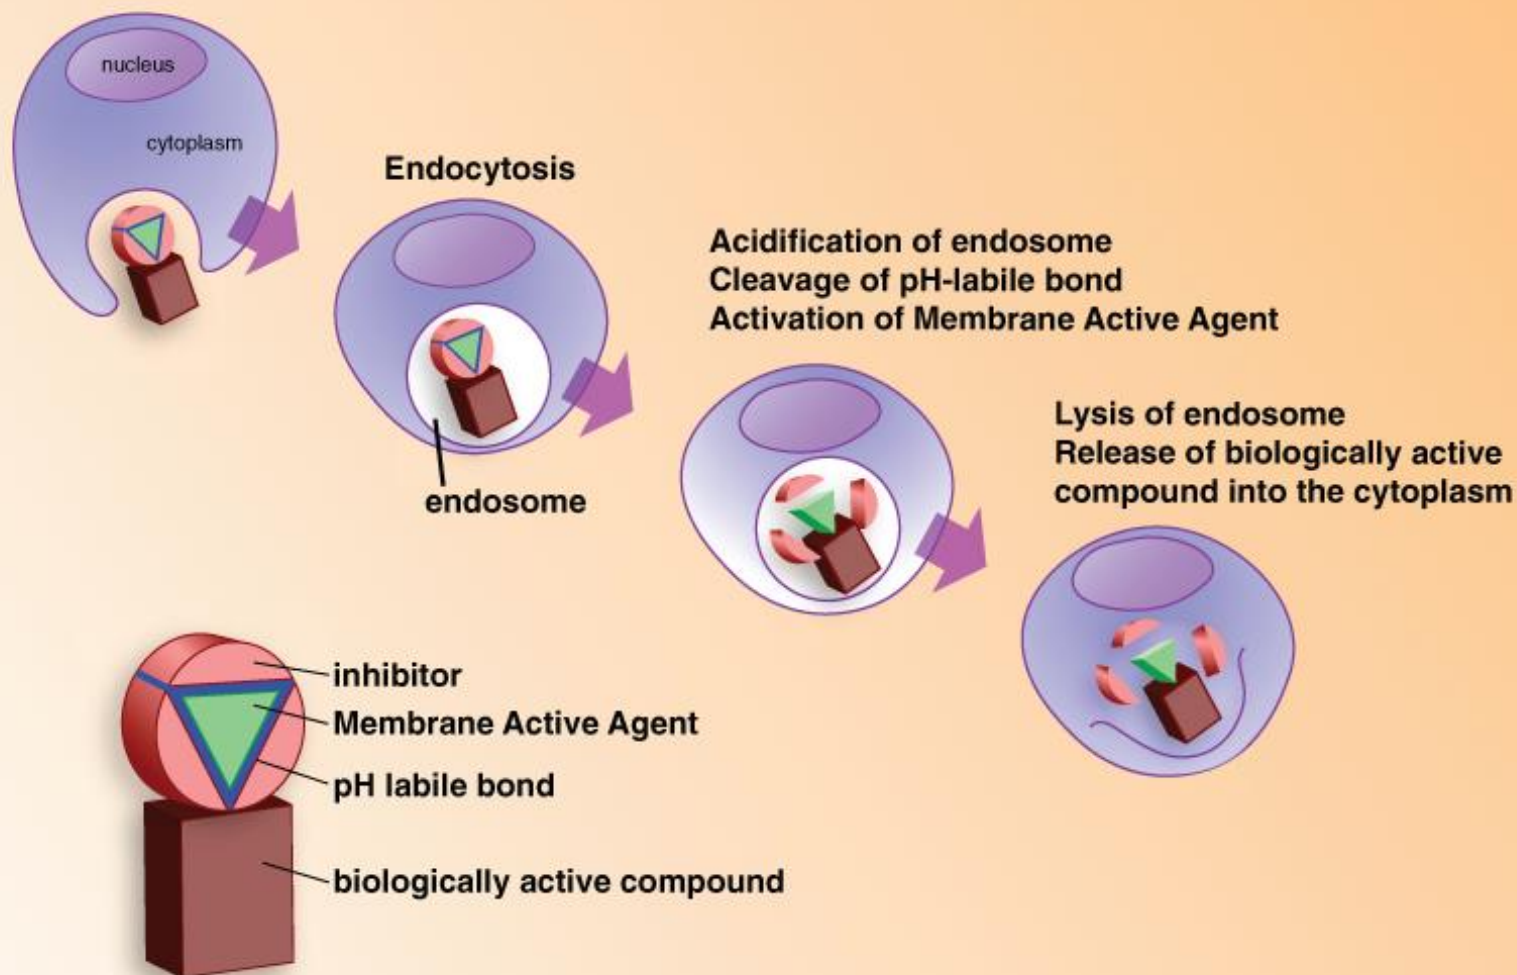 nucleus
cytoplasm
Endocytosis
endosome
Acidification of endosome
Cleavage of pH-labile bond
Activation of Membrane Active Agent
Lysis of endosome
Release of biologically active
compound into the cytoplasm
inhibitor
Membrane Active Agent
pH labile bond
biologically active compound